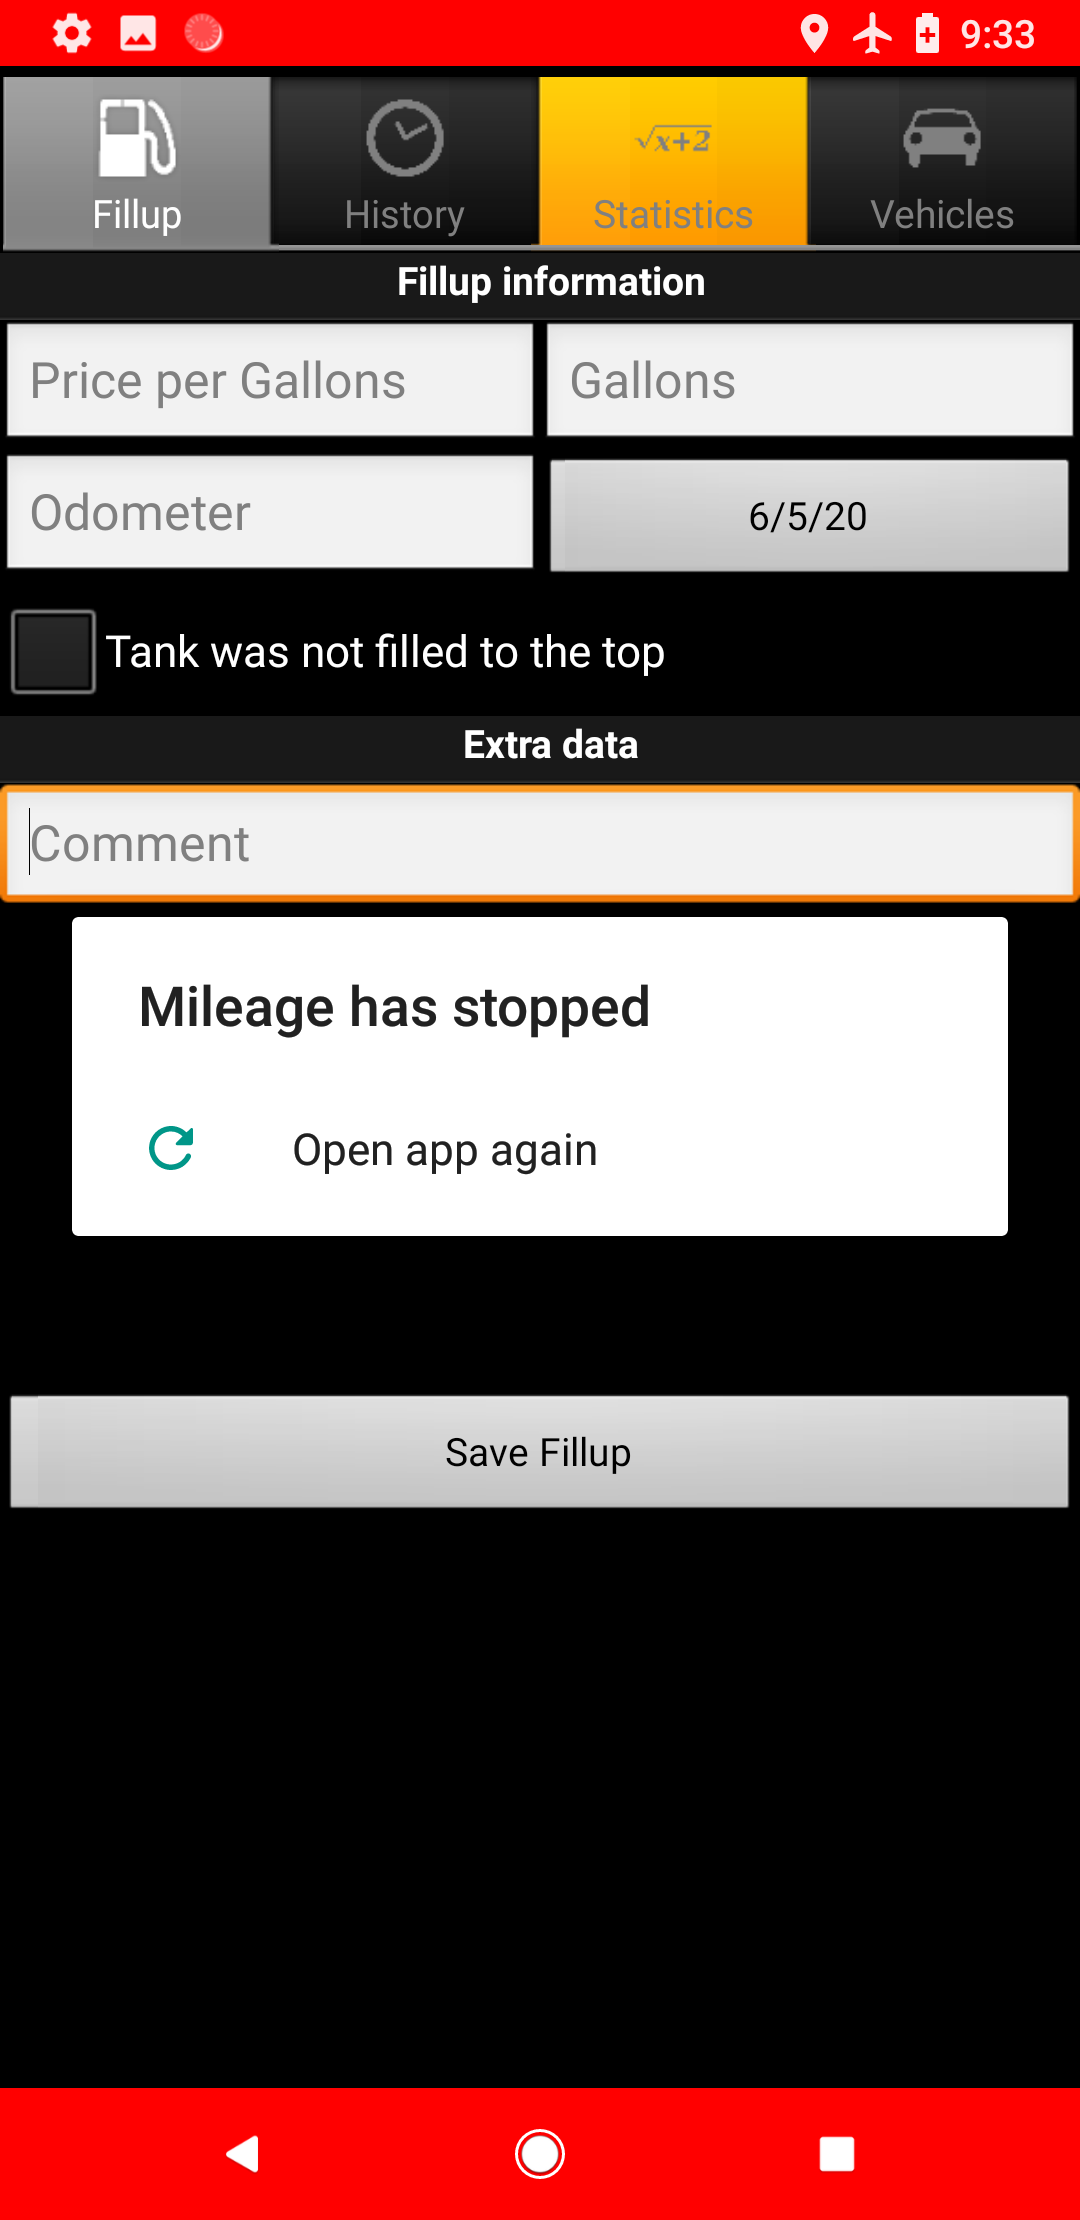 9:33
Fillup
History
√x+2
Statistics
Vehicles
Fillup information
Price per Gallons
Gallons
Odometer
6/5/20
Tank was not filled to the top
Extra data
Comment
Mileage has stopped
Open app again
Save Fillup